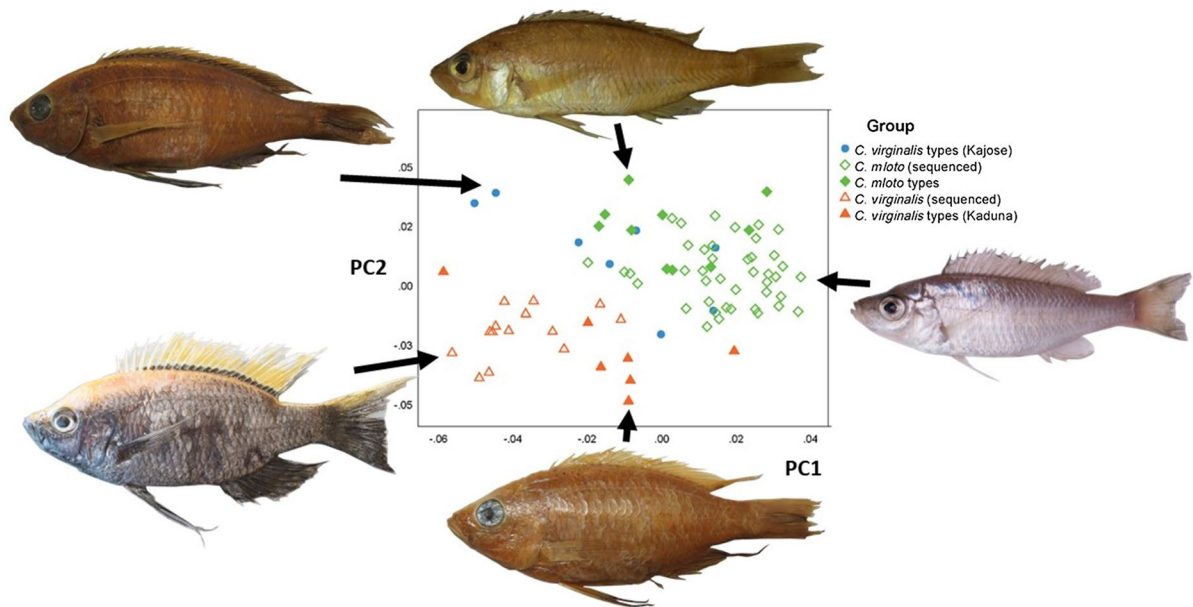 Group
C. virginalis types (Kajose)
C. mloto (sequenced)
C. mloto types
C. virginalis (sequenced)
C. virginalis types (Kaduna)
PC2
.05
.02
.00
-.03
-.05
-.06
-.04
-.02
.00
.02
.04
PC1